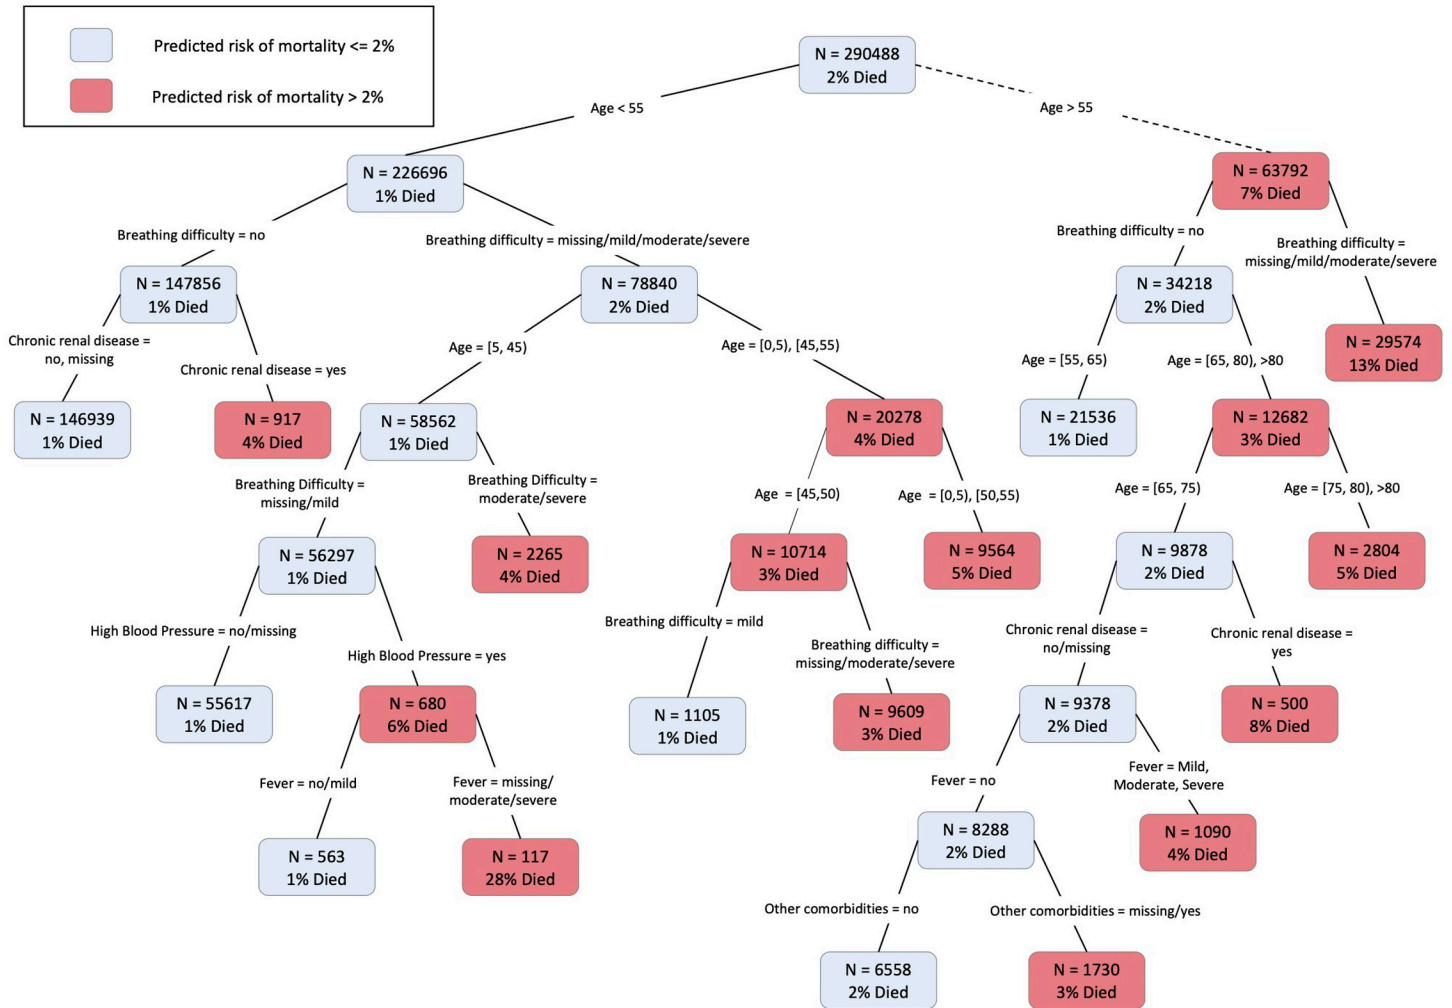 Predicted risk of mortality <= 2%
Predicted risk of mortality > 2%
N = 290488
2% Died
Age < 55
Age > 55
N = 226696
1% Died
N = 63792
7% Died
Breathing difficulty = no
Breathing difficulty = missing/mild/moderate/severe
Breathing difficulty = no
Breathing difficulty =
missing/mild/moderate/severe
N = 147856
1% Died
N = 78840
2% Died
N = 34218
2% Died
N = 29574
13% Died
Chronic renal disease =
no, missing
Chronic renal disease = yes
Age = [5, 45)
Age = [0,5), [45,55)
Age = [55, 65)
Age = [65, 80), >80
N = 146939
1% Died
N = 917
4% Died
N = 58562
1% Died
N = 20278
4% Died
N = 21536
1% Died
N = 12682
3% Died
Breathing Difficulty =
missing/mild
Breathing Difficulty =
moderate/severe
Age  = [45,50)
Age  = [0,5), [50,55)
Age = [65, 75)
Age = [75, 80), >80
N = 56297
1% Died
N = 2265
4% Died
N = 10714
3% Died
N = 9564
5% Died
N = 9878
2% Died
N = 2804
5% Died
High Blood Pressure = no/missing
High Blood Pressure = yes
Breathing difficulty = mild
Breathing difficulty =
missing/moderate/severe
Chronic renal disease =
no/missing
Chronic renal disease =
yes
N = 55617
1% Died
N = 680
6% Died
N = 1105
1% Died
N = 9609
3% Died
N = 9378
2% Died
N = 500
8% Died
Fever = no/mild
Fever = missing/
moderate/severe
Fever = no
Fever = Mild,
Moderate, Severe
N = 563
1% Died
N = 117
28% Died
N = 8288
2% Died
N = 1090
4% Died
Other comorbidities = no
Other comorbidities = missing/yes
N = 6558
2% Died
N = 1730
3% Died